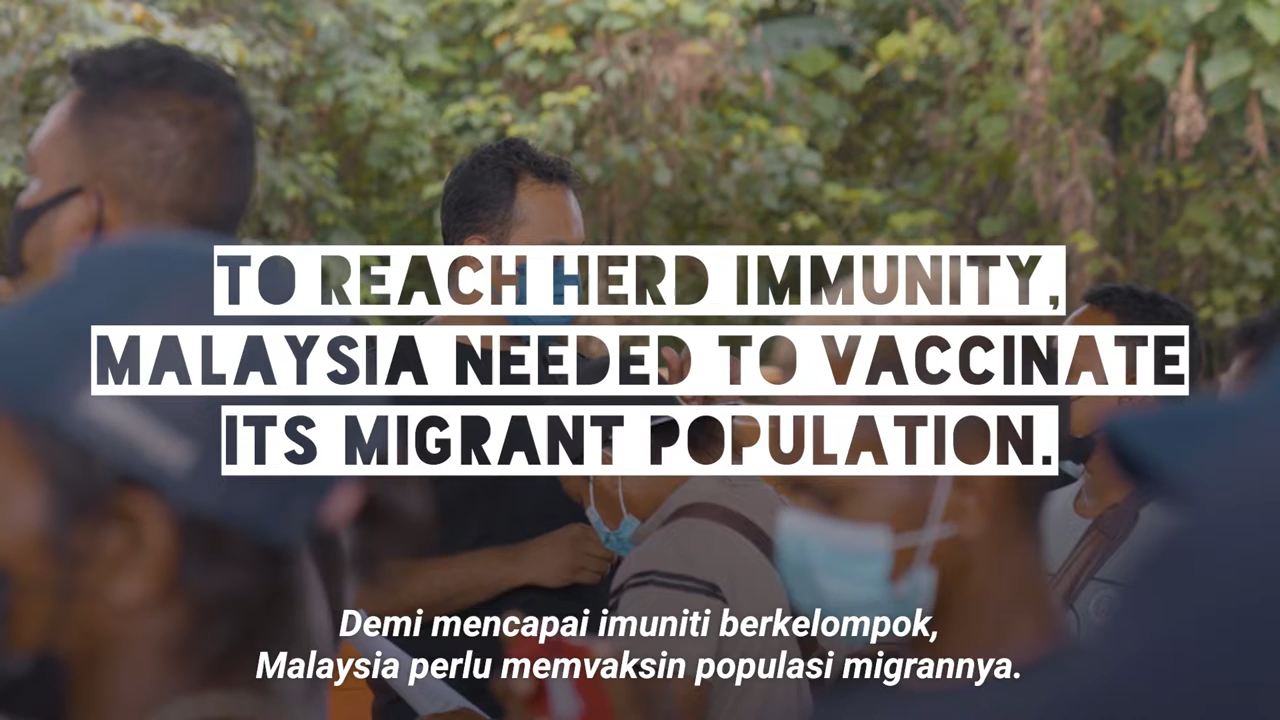 TO REACH HERD IMMUNITY,
MALAYSIA NEEDED TO VACCINATE
ITS MIGRANT POPULATION.
Demi mencapai imuniti berkelompok,
Malaysia perlu memvaksin populasi migrannya.